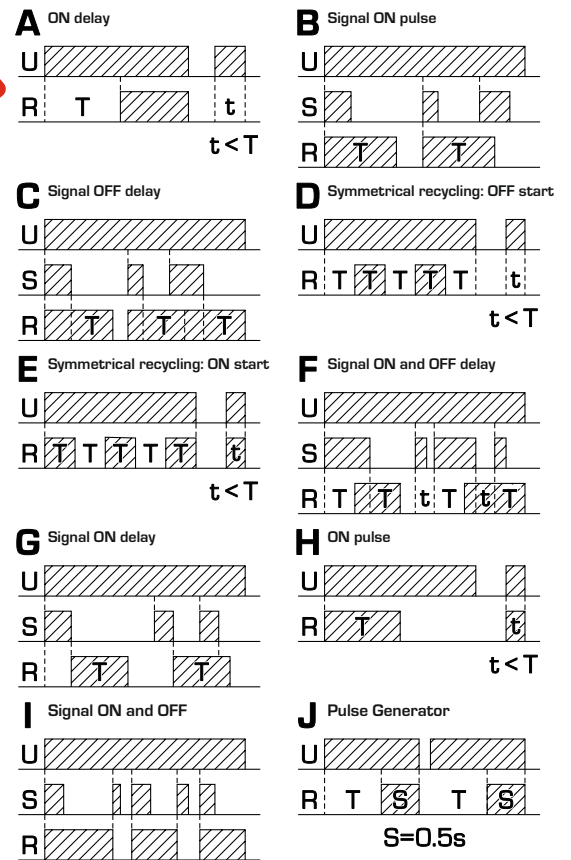 A ON delay
U
R T t
t<T
B Signal ON pulse
U
S
R T T
C Signal OFF delay
U
S
R T T T
D Symmetrical recycling: OFF start
U
R T T T T T t
t<T
E Symmetrical recycling: ON start
U
R T T T T T t
t<T
F Signal ON and OFF delay
U
S
R T T t T t T
G Signal ON delay
U
S
R T T
H ON pulse
U
R T t
t<T
I Signal ON and OFF
U
S
R
J Pulse Generator
U
R T S T S
S=0.5s